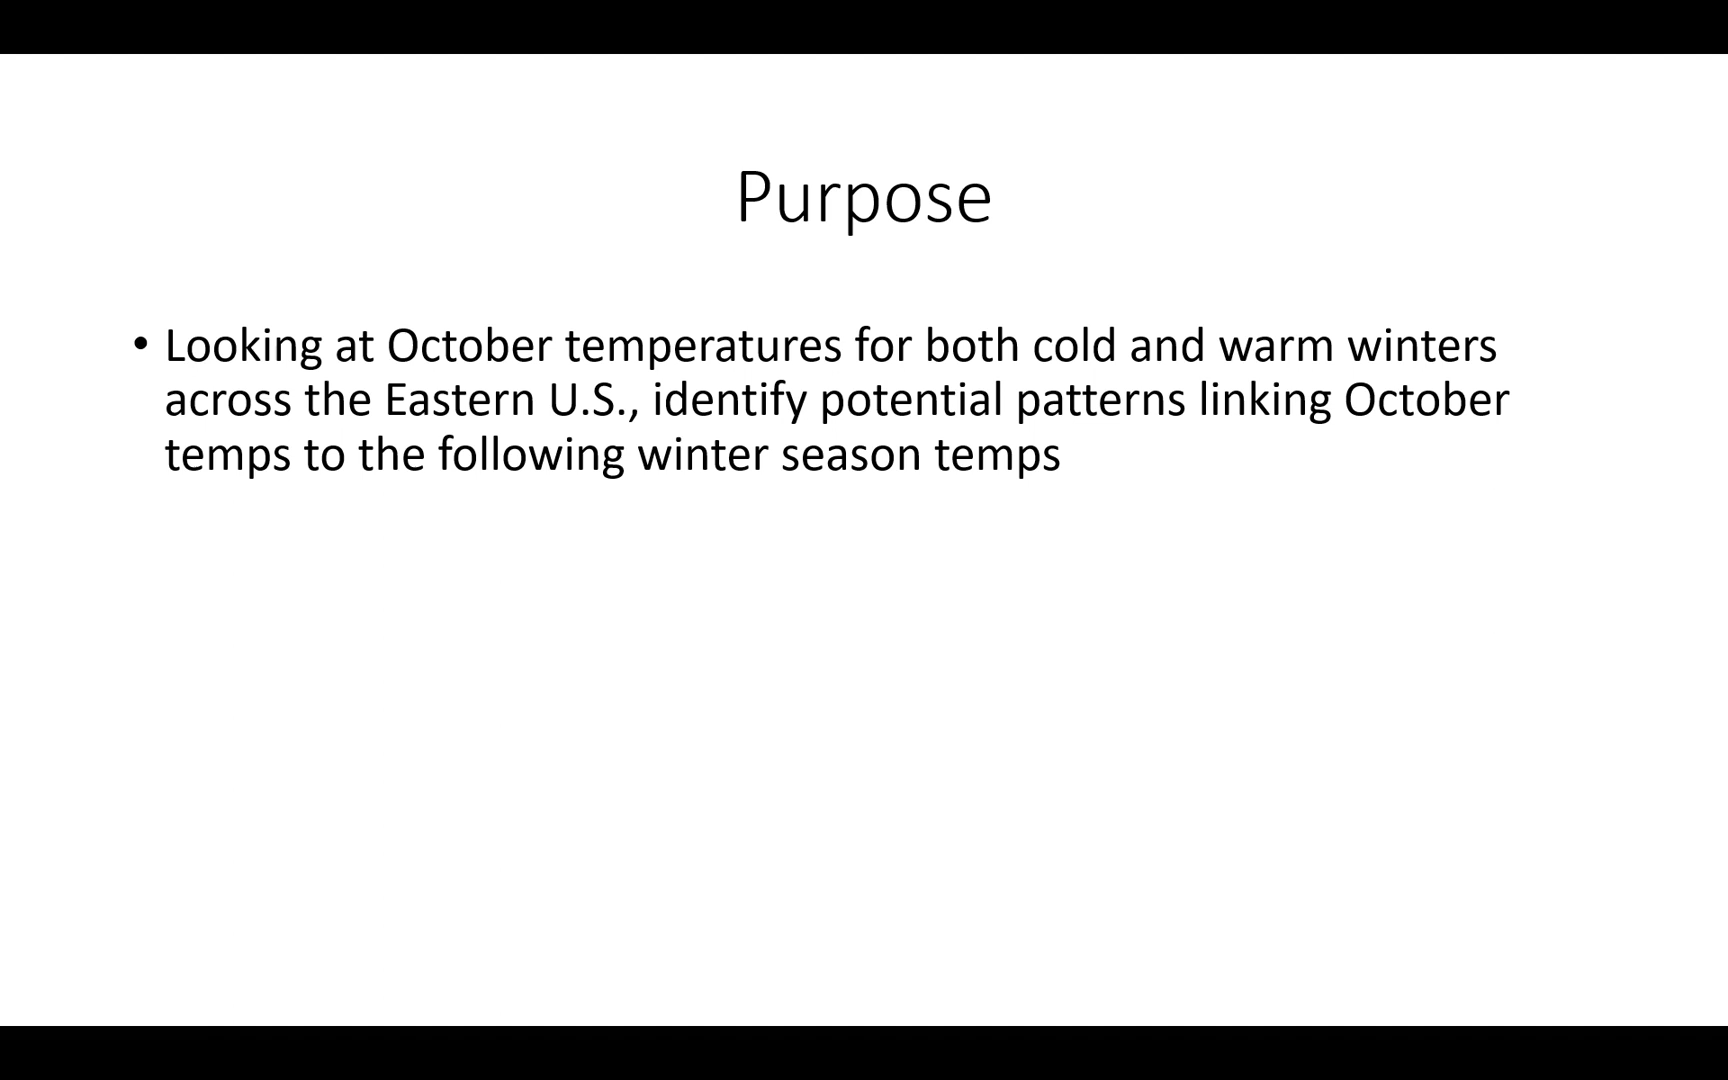 Purpose
• Looking at October temperatures for both cold and warm winters
across the Eastern U.S., identify potential patterns linking October
temps to the following winter season temps